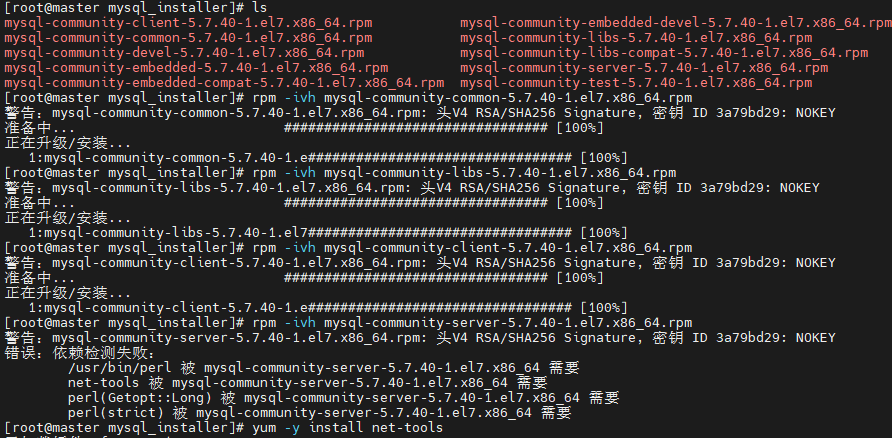 [root@master mysql_installer]# ls
mysql-community-client-5.7.40-1.el7.x86_64.rpm mysql-community-embedded-devel-5.7.40-1.el7.x86_64.rpm
mysql-community-common-5.7.40-1.el7.x86_64.rpm mysql-community-libs-5.7.40-1.el7.x86_64.rpm
mysql-community-devel-5.7.40-1.el7.x86_64.rpm mysql-community-libs-compat-5.7.40-1.el7.x86_64.rpm
mysql-community-embedded-5.7.40-1.el7.x86_64.rpm mysql-community-server-5.7.40-1.el7.x86_64.rpm
mysql-community-embedded-compat-5.7.40-1.el7.x86_64.rpm mysql-community-test-5.7.40-1.el7.x86_64.rpm
[root@master mysql_installer]# rpm -ivh mysql-community-common-5.7.40-1.el7.x86_64.rpm
警告：mysql-community-common-5.7.40-1.el7.x86_64.rpm: 头V4 RSA/SHA256 Signature, 密钥 ID 3a79bd29: NOKEY
准备中... ################################# [100%]
正在升级/安装...
1:mysql-community-common-5.7.40-1.e################################# [100%]
[root@master mysql_installer]# rpm -ivh mysql-community-libs-5.7.40-1.el7.x86_64.rpm
警告：mysql-community-libs-5.7.40-1.el7.x86_64.rpm: 头V4 RSA/SHA256 Signature, 密钥 ID 3a79bd29: NOKEY
准备中... ################################# [100%]
正在升级/安装...
1:mysql-community-libs-5.7.40-1.el7################################# [100%]
[root@master mysql_installer]# rpm -ivh mysql-community-client-5.7.40-1.el7.x86_64.rpm
警告：mysql-community-client-5.7.40-1.el7.x86_64.rpm: 头V4 RSA/SHA256 Signature, 密钥 ID 3a79bd29: NOKEY
准备中... ################################# [100%]
正在升级/安装...
1:mysql-community-client-5.7.40-1.e################################# [100%]
[root@master mysql_installer]# rpm -ivh mysql-community-server-5.7.40-1.el7.x86_64.rpm
警告：mysql-community-server-5.7.40-1.el7.x86_64.rpm: 头V4 RSA/SHA256 Signature, 密钥 ID 3a79bd29: NOKEY
错误：依赖检测失败：
/usr/bin/perl 被 mysql-community-server-5.7.40-1.el7.x86_64 需要
net-tools 被 mysql-community-server-5.7.40-1.el7.x86_64 需要
perl(Getopt::Long) 被 mysql-community-server-5.7.40-1.el7.x86_64 需要
perl(strict) 被 mysql-community-server-5.7.40-1.el7.x86_64 需要
[root@master mysql_installer]# yum -y install net-tools